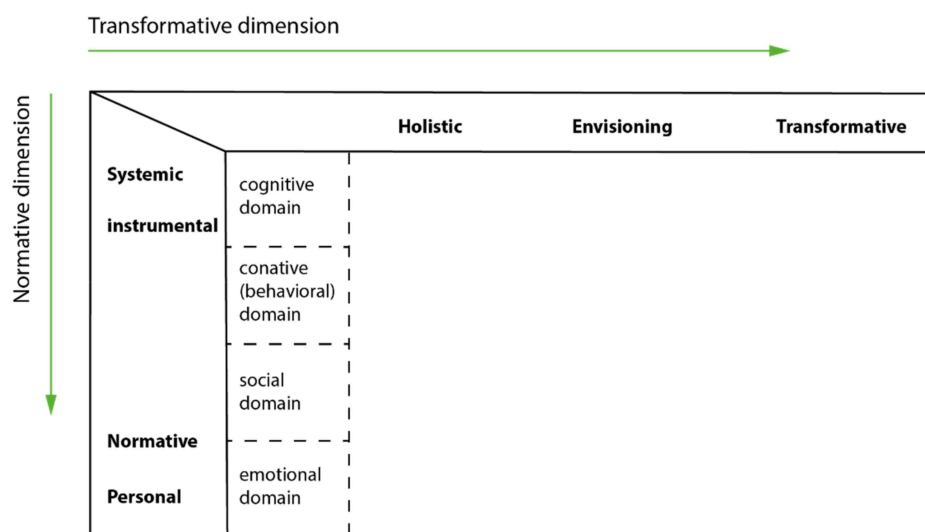 Transformative dimension
Normative dimension
Holistic Envisioning Transformative
Systemic
instrumental
cognitive
domain
conative
(behavioral)
domain
social
domain
Normative
Personal
emotional
domain